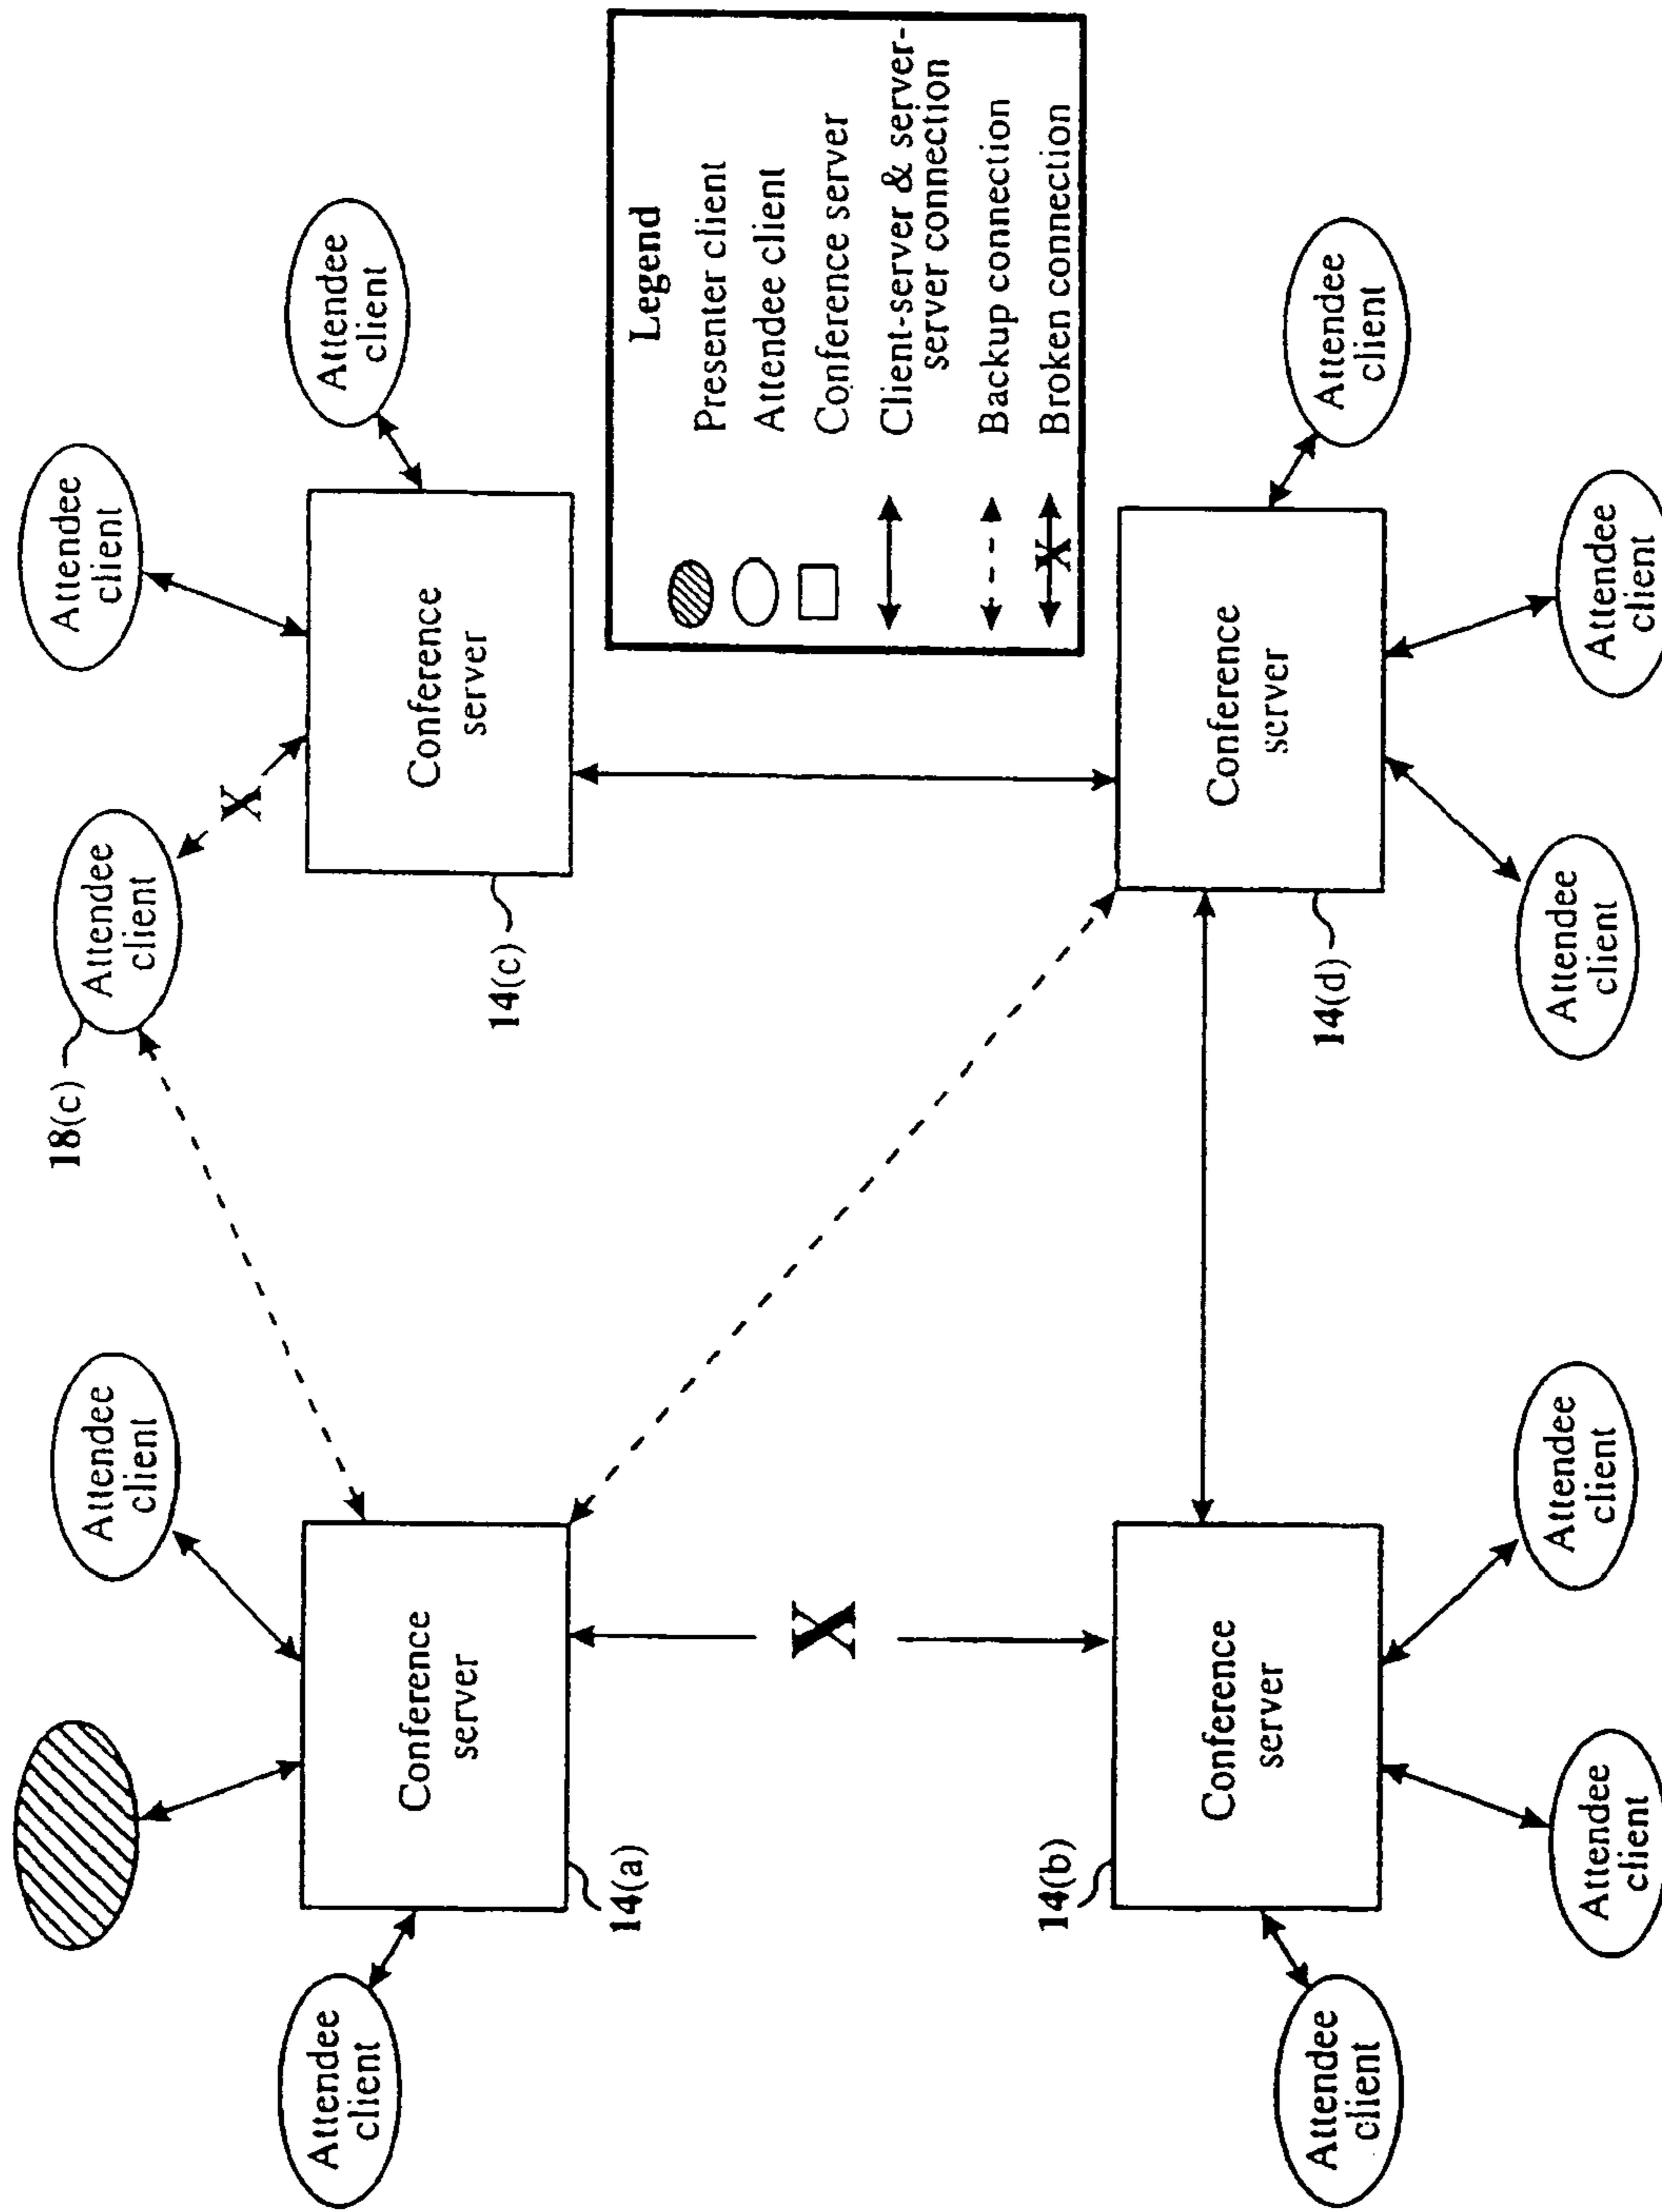 Attendee
client
Attendee
client
Attendee
client
18(c)
Attendee
client
Attendee
client
Conference
server
14(a)
X
X
Conference
server
14(c)
Legend
Presenter client
Attendee client
Conference server
Client-server & server-
server connection
Backup connection
X
Broken connection
X
14(b)
Conference
server
14(d)
Conference
server
Attendee
client
Attendee
client
Attendee
client
Attendee
client
Attendee
client
Attendee
client